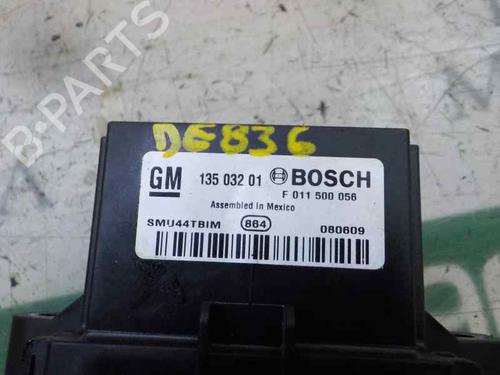 B-PARTS
DE836
GM 135 032 01 BOSCH
F 011 500 056
Assembled in Mexico
SMU44TBIM 864 080609